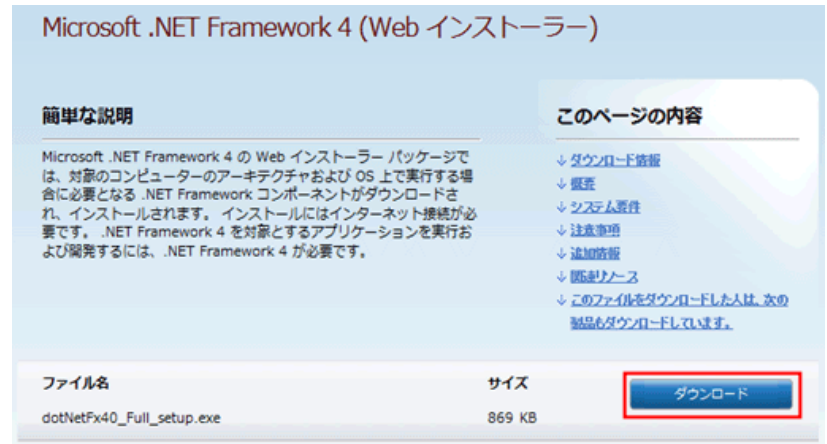 Microsoft .NET Framework 4 (Web インストーラー)
簡単な説明
Microsoft .NET Framework 4 の Web インストーラー パッケージで
は、対象のコンピューターのアーキテクチャおよび OS 上で実行する場
合に必要となる .NET Framework コンポーネントがダウンロードさ
れ、インストールされます。 インストールにはインターネット接続が必
要です。 .NET Framework 4 を対象とするアプリケーションを実行お
よび開発するには、.NET Framework 4 が必要です。
このページの内容
↓ ダウンロード情報
↓ 概要
↓ システム要件
↓ 注意事項
↓ 追加情報
↓ 関連リソース
↓ このファイルをダウンロードした人は、次の
製品もダウンロードしています。
ファイル名 サイズ
ダウンロード
dotNetFx40_Full_setup.exe 869 KB